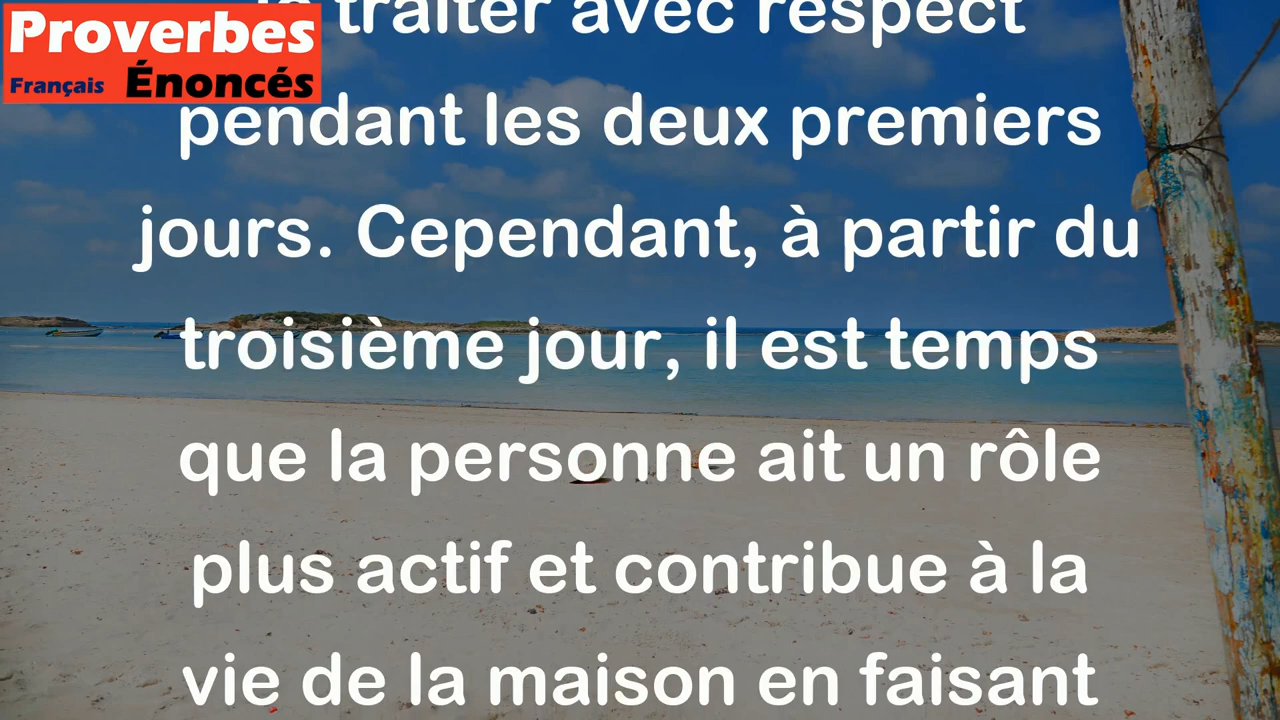 Proverbes
Français Énoncés
traiter avec respect
pendant les deux premiers
jours. Cependant, à partir du
troisième jour, il est temps
que la personne ait un rôle
plus actif et contribue à la
vie de la maison en faisant